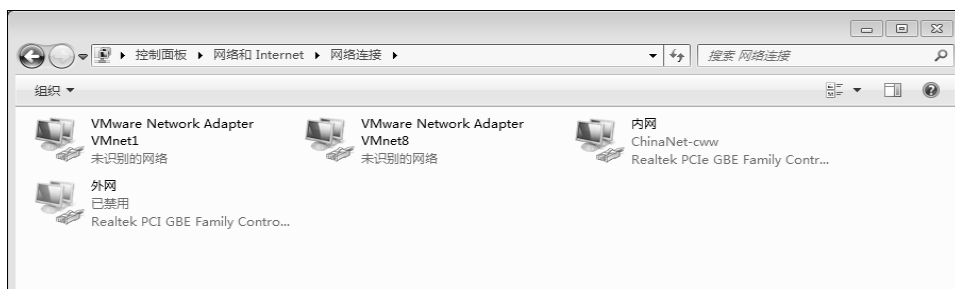 控制面板 网络和 Internet 网络连接
搜索 网络连接
组织
VMware Network Adapter
VMnet1
未识别的网络
VMware Network Adapter
VMnet8
未识别的网络
内网
ChinaNet-cww
Realtek PCIe GBE Family Contr...
外网
已禁用
Realtek PCI GBE Family Contro...